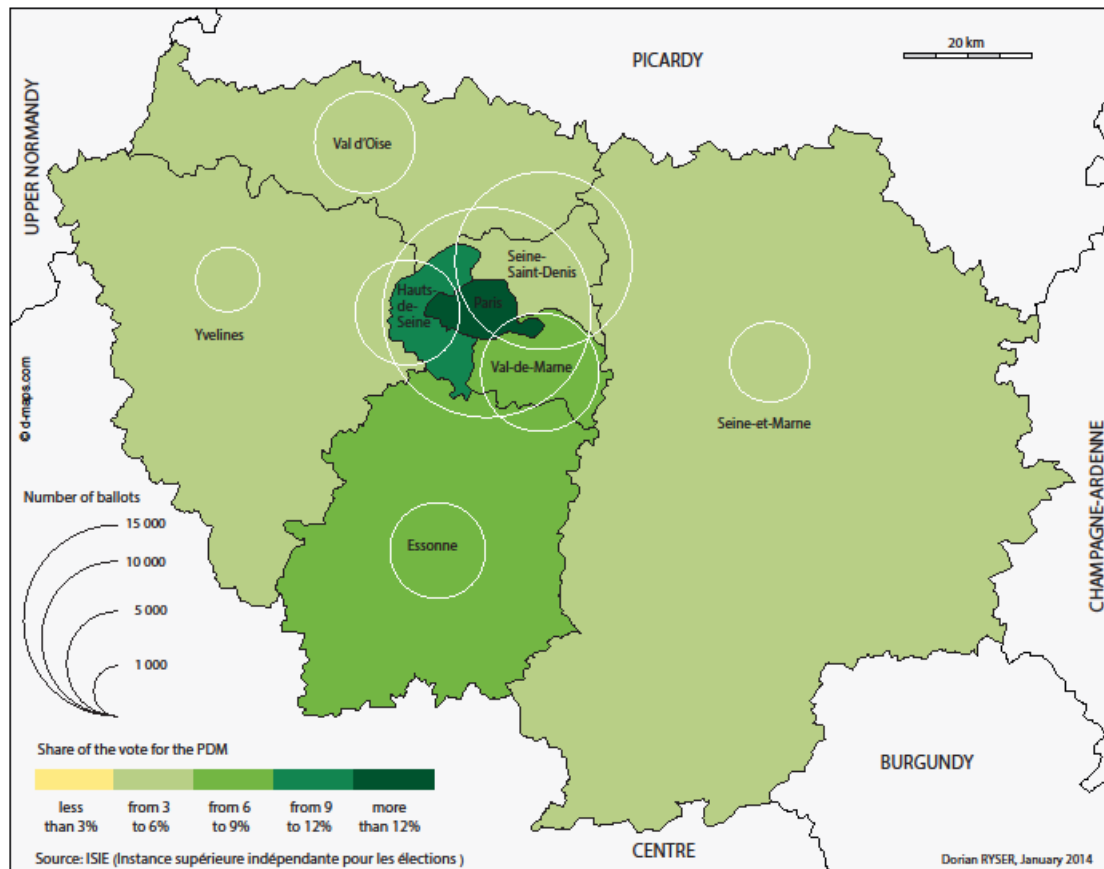 PICARDY
20 km
UPPER NORMANDY
Val d'Oise
Seine-
Saint-Denis
Hauts-
de-
Seine
Paris
Yvelines
Val-de-Marne
Seine-et-Marne
© d-maps.com
CHAMPAGNE-ARDENNE
Number of ballots
15 000
10 000
5 000
1 000
Essonne
Share of the vote for the PDM
less
than 3%
from 3
to 6%
from 6
to 9%
from 9
to 12%
more
than 12%
BURGUNDY
CENTRE
Source: ISIE (Instance supérieure indépendante pour les élections )
Dorian RYSER, January 2014